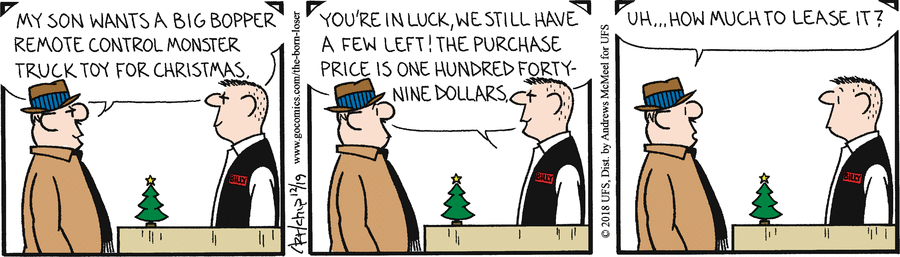 MY SON WANTS A BIG BOPPER
REMOTE CONTROL MONSTER
TRUCK TOY FOR CHRISTMAS.
BILLY
www.gocomics.com/the-born-loser
12/19
YOU'RE IN LUCK, WE STILL HAVE
A FEW LEFT! THE PURCHASE
PRICE IS ONE HUNDRED FORTY-
NINE DOLLARS.
BILLY
© 2018 UFS, Dist. by Andrews McMeel for UFS
UH...HOW MUCH TO LEASE IT?
BILLY